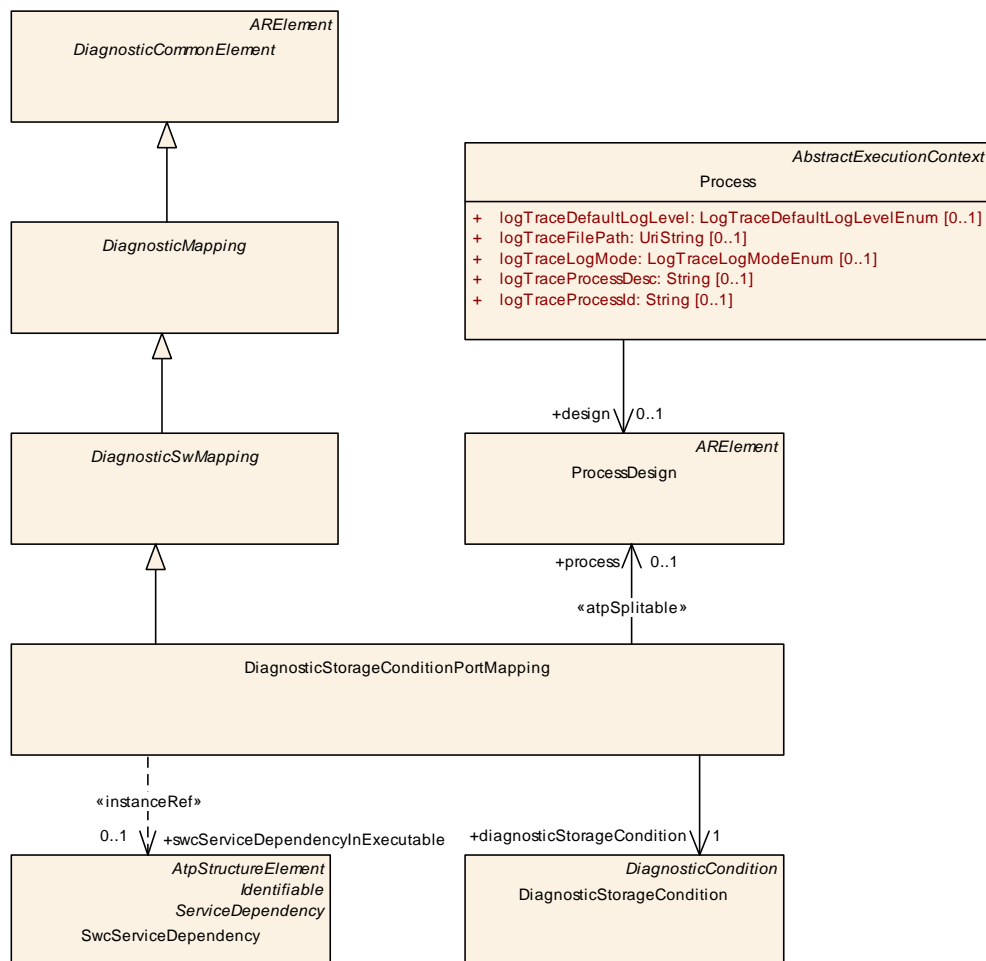 ARElement
DiagnosticCommonElement
AbstractExecutionContext
Process
+ logTraceDefaultLogLevel: LogTraceDefaultLogLevelEnum [0..1]
+ logTraceFilePath: UriString [0..1]
+ logTraceLogMode: LogTraceLogModeEnum [0..1]
+ logTraceProcessDesc: String [0..1]
+ logTraceProcessId: String [0..1]
DiagnosticMapping
+design 0..1
DiagnosticSwMapping
ARElement
ProcessDesign
+process 0..1
«atpSplitable»
DiagnosticStorageConditionPortMapping
«instanceRef»
0..1 +swcServiceDependencyInExecutable
+diagnosticStorageCondition 1
AtpStructureElement
Identifiable
ServiceDependency
SwcServiceDependency
DiagnosticCondition
DiagnosticStorageCondition